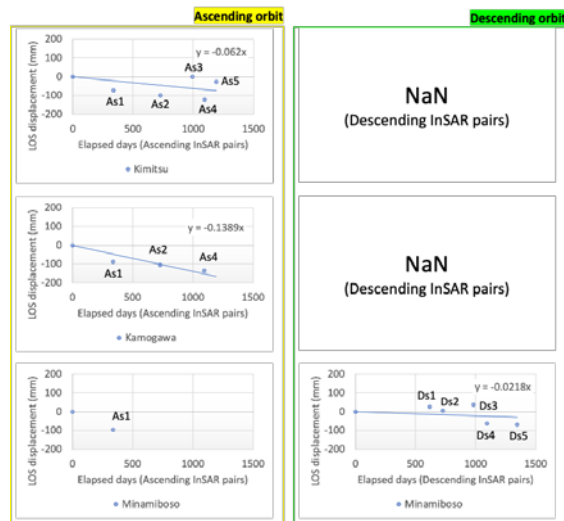 Ascending orbit
Descending orbit
LOS displacement (mm)
200
100
0
-100
-200
y = -0.062x
As3
As5
As1
As2
As4
0
500
1000
1500
Elapsed days (Ascending InSAR pairs)
Kimitsu
NaN
(Descending InSAR pairs)
LOS displacement (mm)
200
100
0
-100
-200
y = -0.1389x
As2
As4
As1
0
500
1000
1500
Elapsed days (Ascending InSAR pairs)
Kamogawa
NaN
(Descending InSAR pairs)
LOS displacement (mm)
200
100
0
-100
-200
As1
0
500
1000
1500
Elapsed days (Ascending InSAR pairs)
Minamiboso
LOS displacement (mm)
200
100
0
-100
-200
y = -0.0218x
Ds1
Ds2
Ds3
Ds4
Ds5
0
500
1000
1500
Elapsed days (Descending InSAR pairs)
Minamiboso